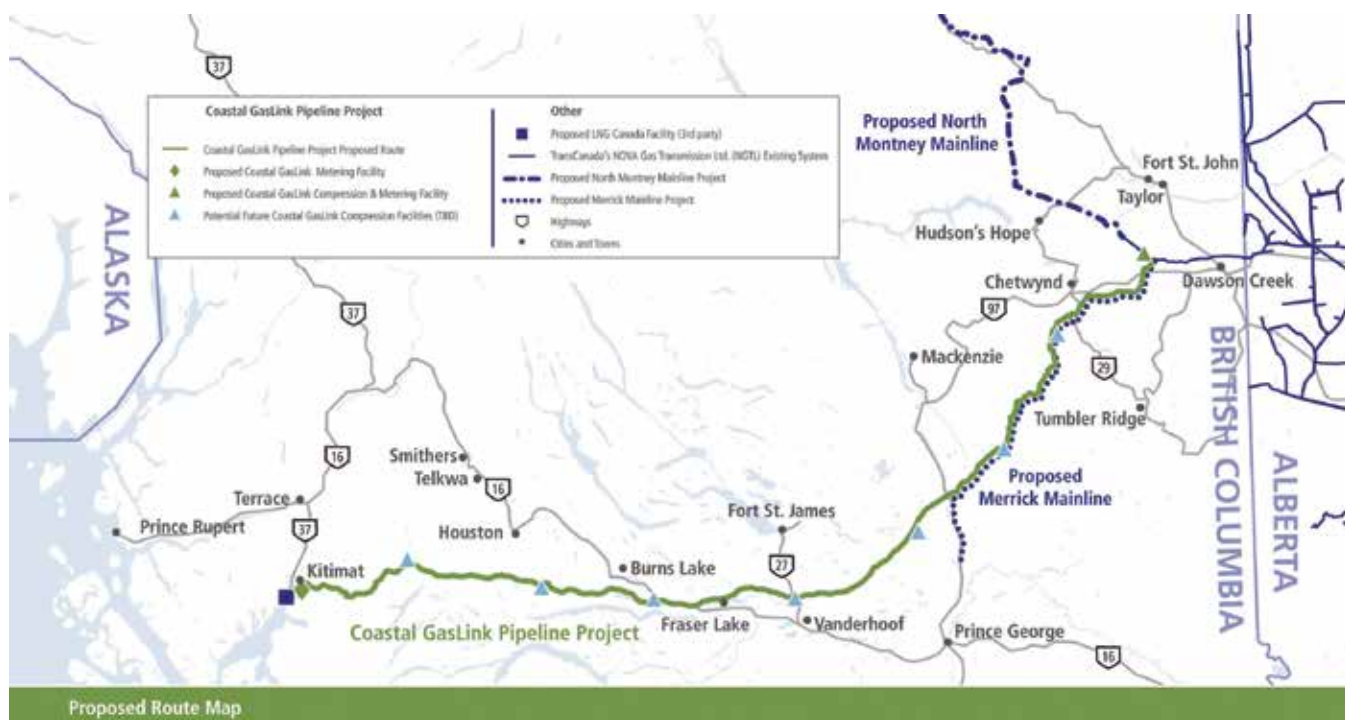 37
Coastal GasLink Pipeline Project
Coastal GasLink Pipeline Project Proposed Route
Proposed Coastal GasLink Metering Facility
Proposed Coastal GasLink Compression & Metering Facility
Potential Future Coastal GasLink Compression Facilities (TBD)
Other
Proposed LNG Canada Facility (3rd party)
TransCanada's NOVA Gas Transmission Ltd. (NGTL) Existing System
Proposed North Montney Mainline Project
Proposed Merrick Mainline Project
Highways
Cities and Towns
Proposed North
Montney Mainline
Fort St. John
Taylor
Hudson's Hope
ALASKA
Chetwynd
Dawson Creek
97
37
Mackenzie
29
BRITISH COLUMBIA
Tumbler Ridge
ALBERTA
16
Smithers
Telkwa
16
Proposed
Merrick Mainline
Terrace
Prince Rupert
37
Houston
Fort St. James
27
Kitimat
Burns Lake
Coastal GasLink Pipeline Project
Fraser Lake
Vanderhoof
Prince George
16
Proposed Route Map